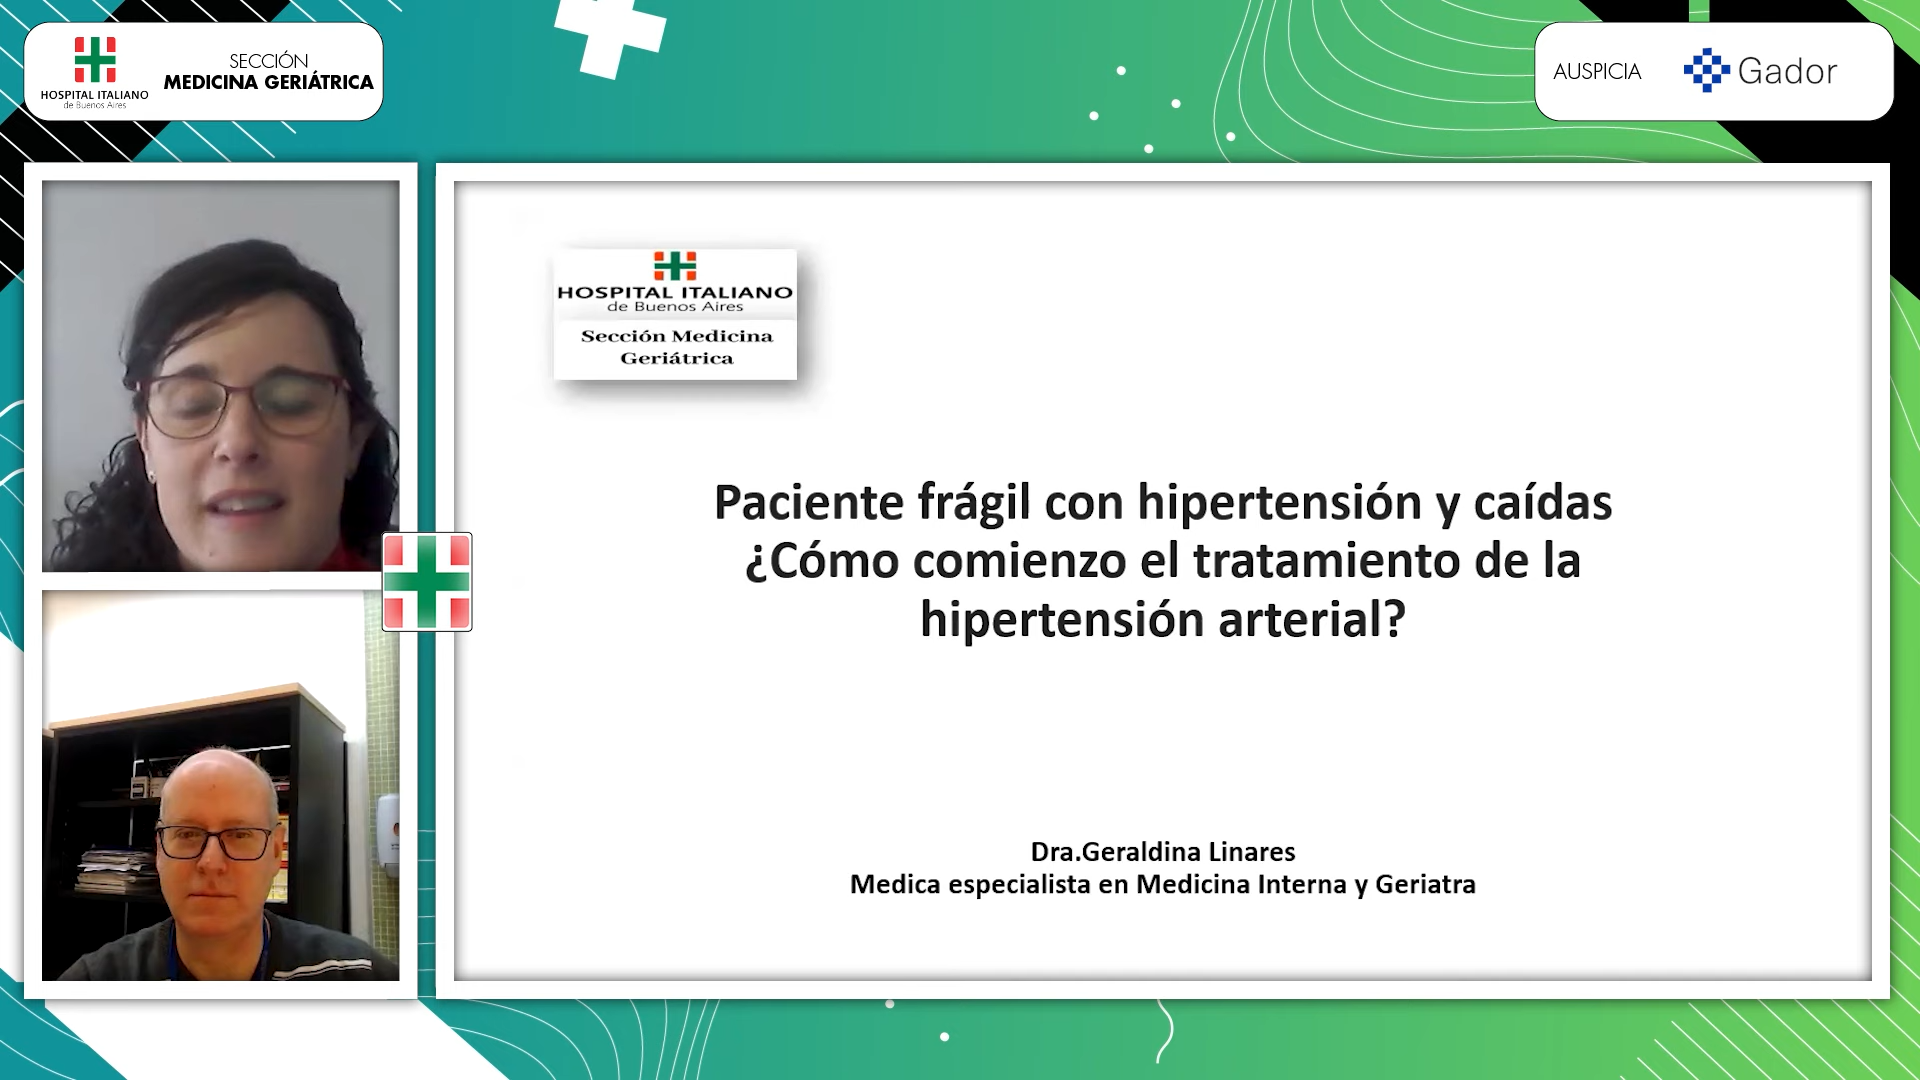 HOSPITAL ITALIANO
de Buenos Aires
SECCIÓN
MEDICINA GERIÁTRICA
AUSPICIA
Gador
HOSPITAL ITALIANO
de Buenos Aires
Sección Medicina
Geriátrica
Paciente frágil con hipertensión y caídas
¿Cómo comienzo el tratamiento de la
hipertensión arterial?
Dra.Geraldina Linares
Medica especialista en Medicina Interna y Geriatra